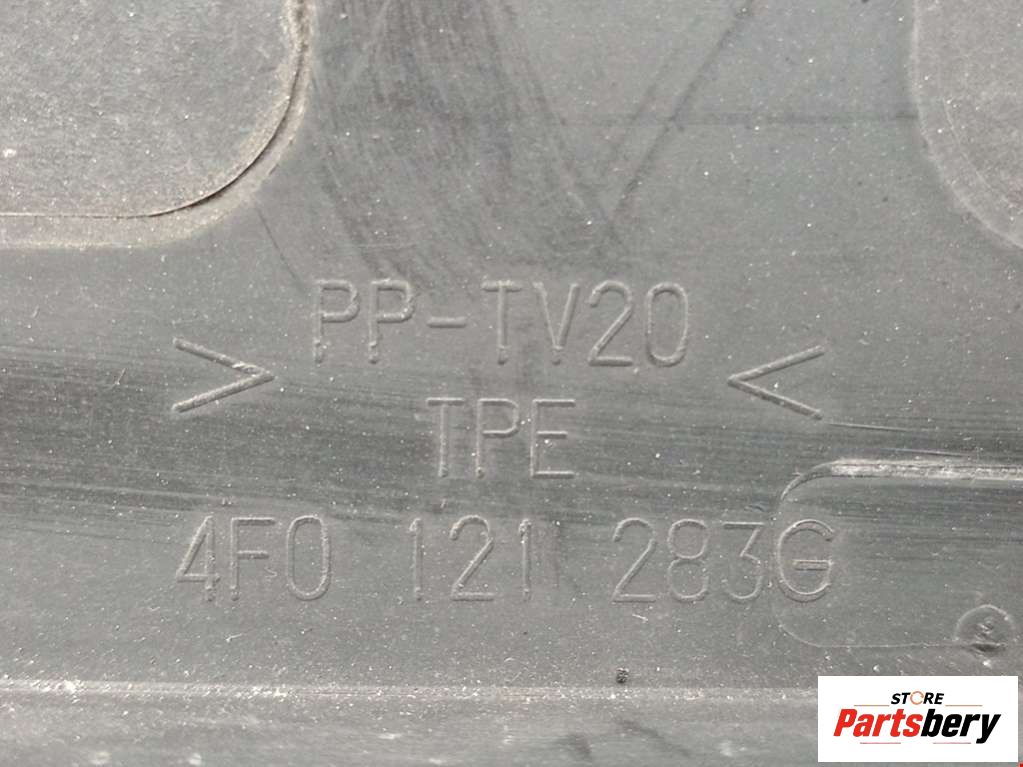 > PP-TV20 <
TPE
4F0 121 283G
STORE
Partsbery